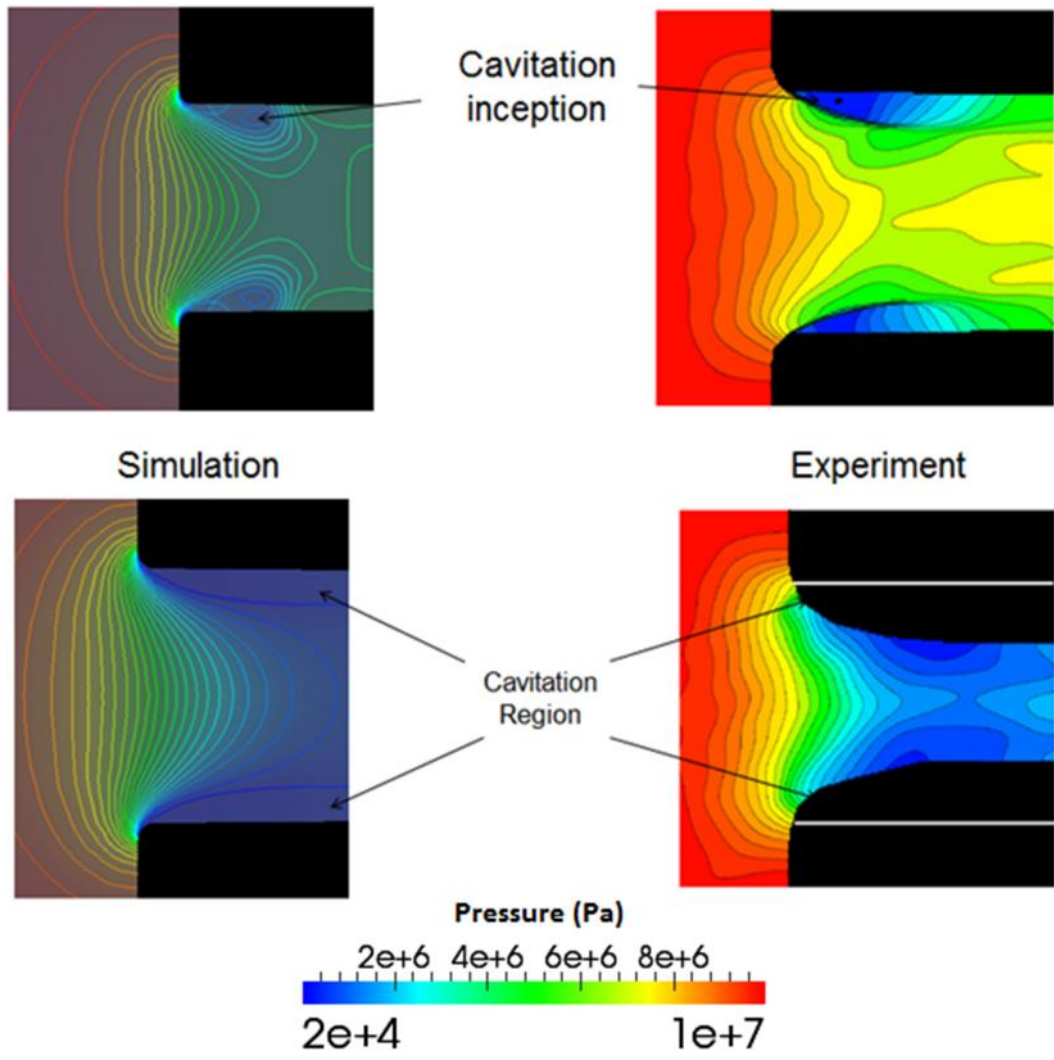 Cavitation
inception
Simulation
Experiment
Cavitation
Region
Pressure (Pa)
2e+6 4e+6 6e+6 8e+6
2e+4 1e+7